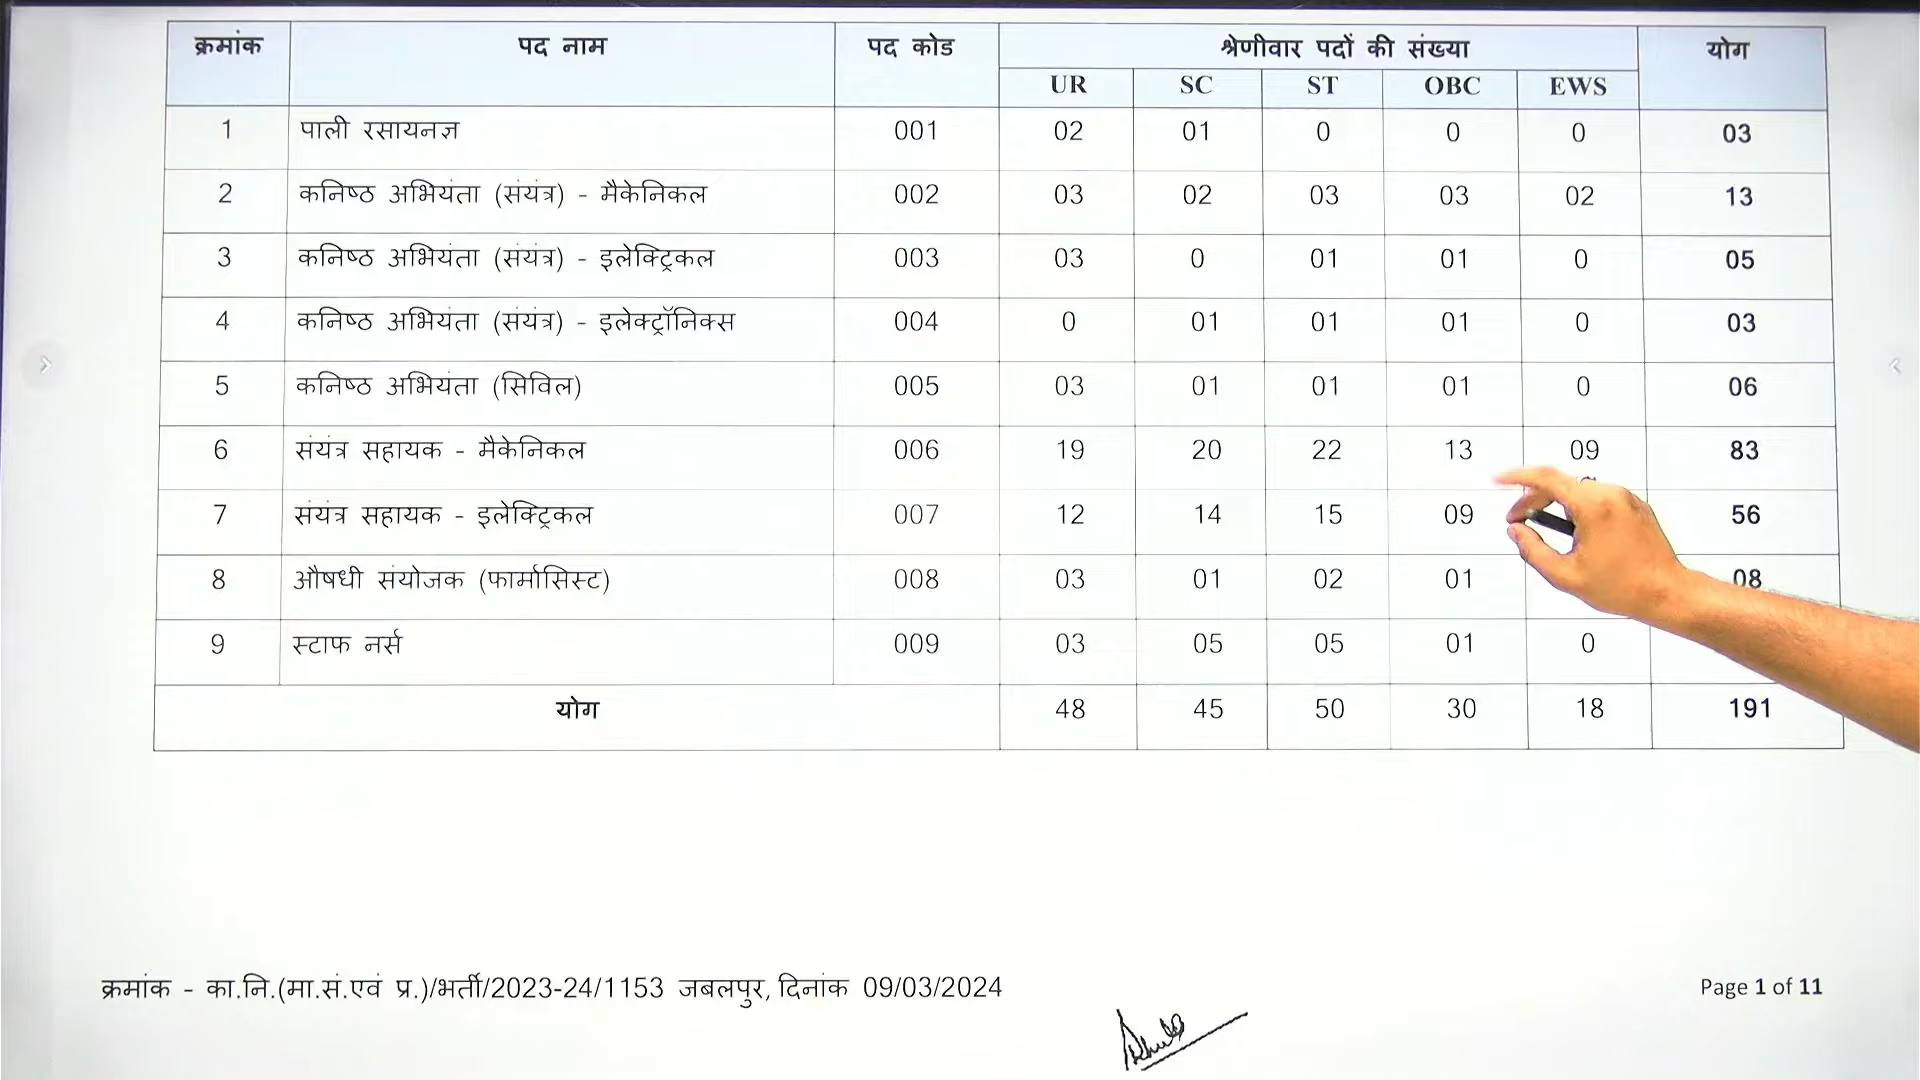 क्रमांक पद नाम पद कोड श्रेणीवार पदों की संख्या योग
UR SC ST OBC EWS
1 पाली रसायनज्ञ 001 02 01 0 0 0 03
2 कनिष्ठ अभियंता (संयंत्र) - मैकेनिकल 002 03 02 03 03 02 13
3 कनिष्ठ अभियंता (संयंत्र) - इलेक्ट्रिकल 003 03 0 01 01 0 05
4 कनिष्ठ अभियंता (संयंत्र) - इलेक्ट्रॉनिक्स 004 0 01 01 01 0 03
5 कनिष्ठ अभियंता (सिविल) 005 03 01 01 01 0 06
6 संयंत्र सहायक - मैकेनिकल 006 19 20 22 13 09 83
7 संयंत्र सहायक - इलेक्ट्रिकल 007 12 14 15 09 56
8 औषधी संयोजक (फार्मासिस्ट) 008 03 01 02 01 08
9 स्टाफ नर्स 009 03 05 05 01 0
योग 48 45 50 30 18 191
क्रमांक - का.नि.(मा.सं.एवं प्र.)/भर्ती/2023-24/1153 जबलपुर, दिनांक 09/03/2024 Page 1 of 11